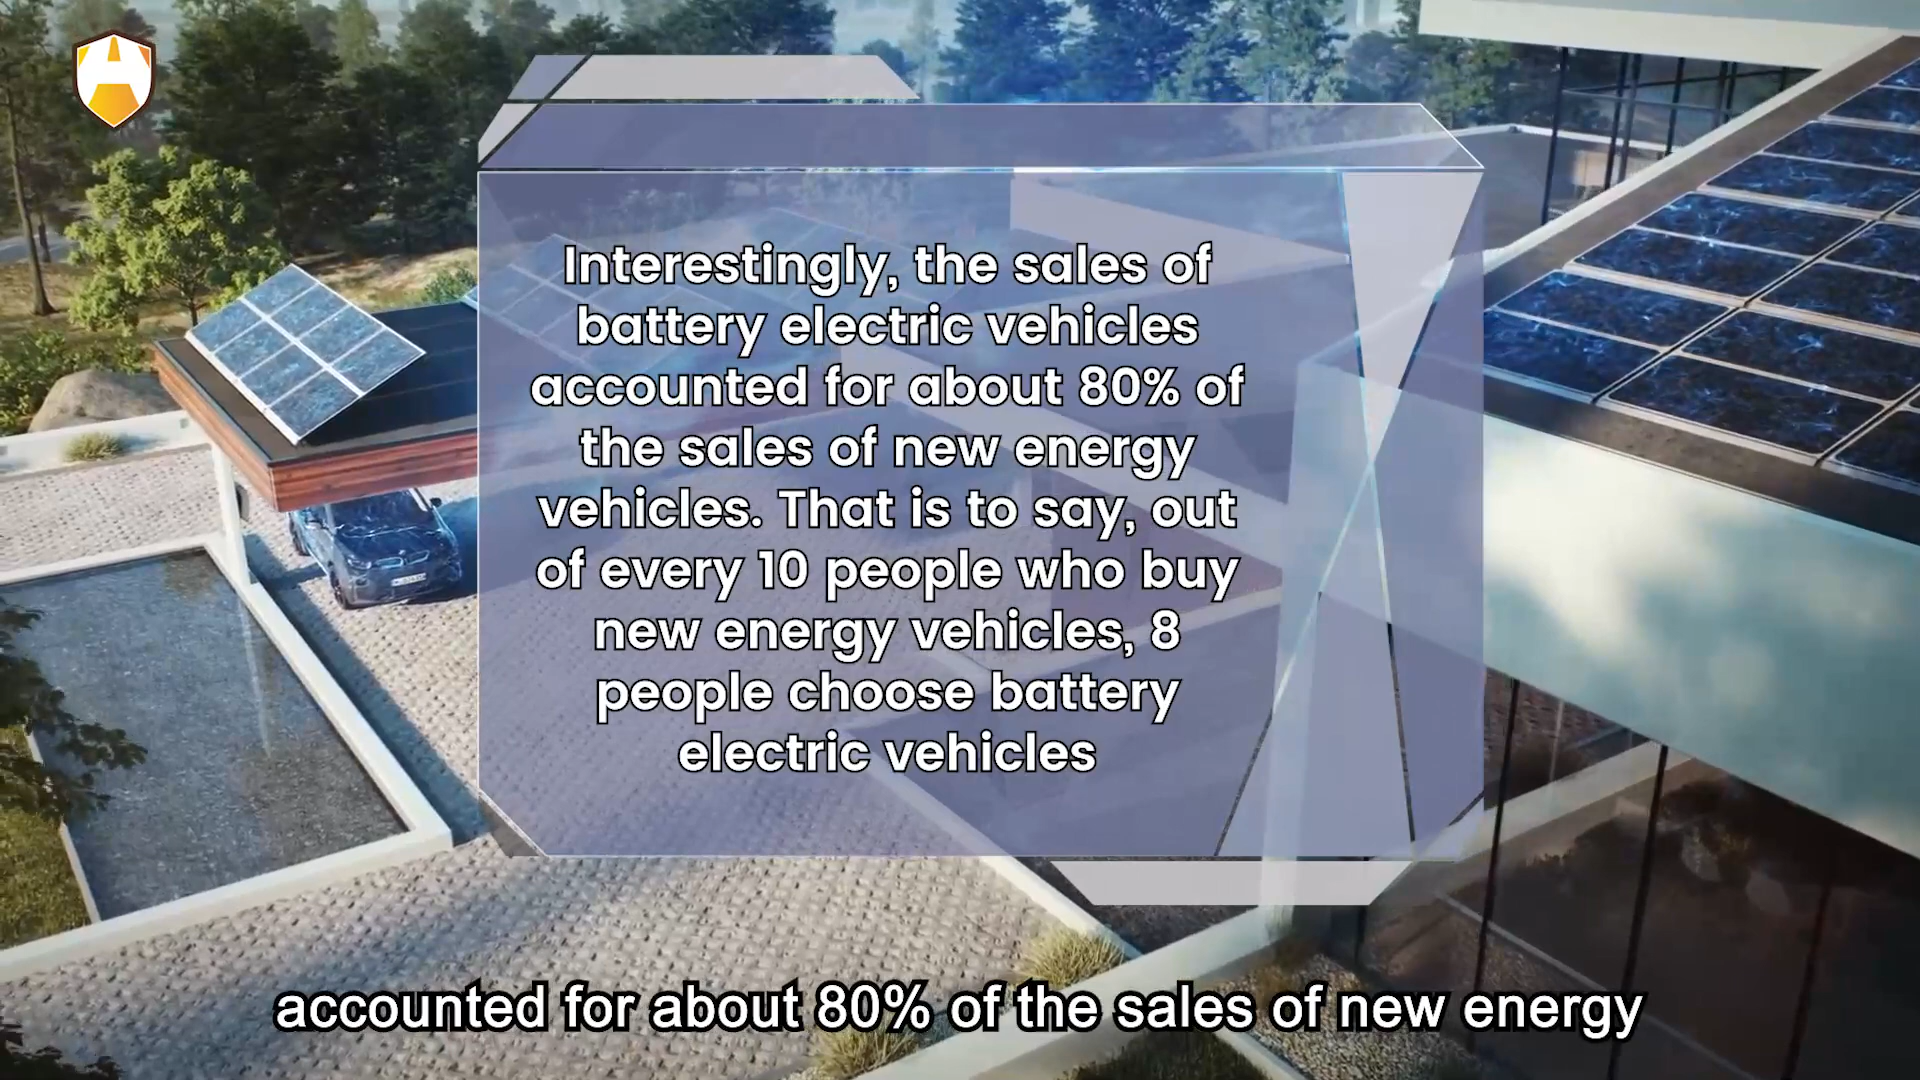 Interestingly, the sales of
battery electric vehicles
accounted for about 80% of
the sales of new energy
vehicles. That is to say, out
of every 10 people who buy
new energy vehicles, 8
people choose battery
electric vehicles
accounted for about 80% of the sales of new energy